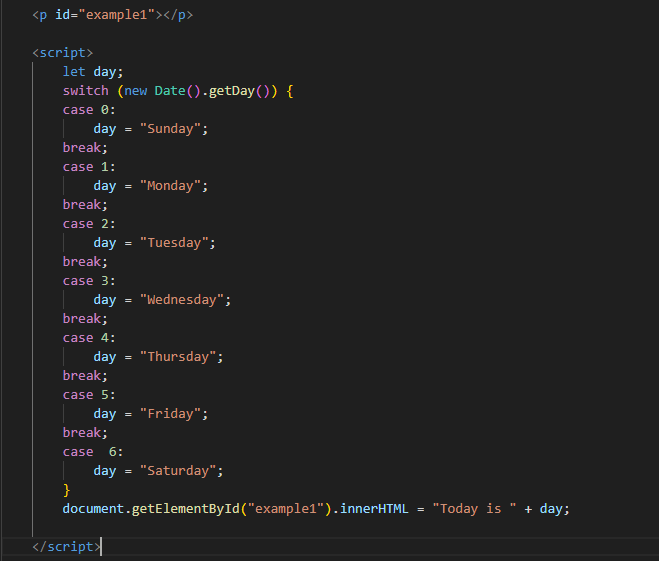 <p id="example1"></p>
<script>
let day;
switch (new Date().getDay()) {
case 0:
day = "Sunday";
break;
case 1:
day = "Monday";
break;
case 2:
day = "Tuesday";
break;
case 3:
day = "Wednesday";
break;
case 4:
day = "Thursday";
break;
case 5:
day = "Friday";
break;
case  6:
day = "Saturday";
}
document.getElementById("example1").innerHTML = "Today is " + day;
</script>